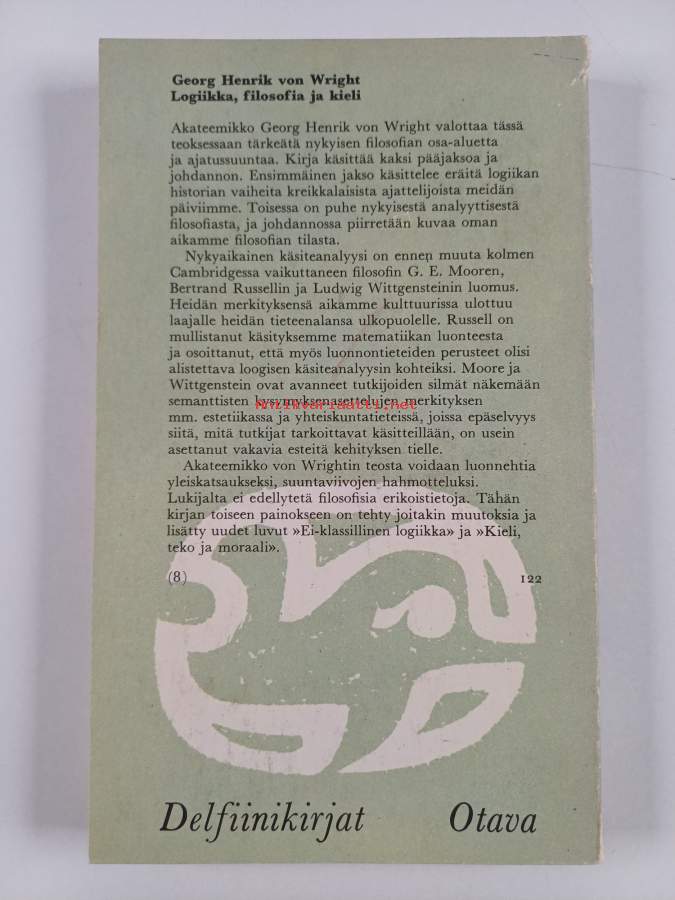 Georg Henrik von Wright
Logiikka, filosofia ja kieli
Akateemikko Georg Henrik von Wright valottaa tässä
teoksessaan tärkeätä nykyisen filosofian osa-aluetta
ja ajatussuuntaa. Kirja käsittää kaksi pääjaksoa ja
johdannon. Ensimmäinen jakso käsittelee eräitä logiikan
historian vaiheita kreikkalaisista ajattelijoista meidän
päiviimme. Toisessa on puhe nykyisestä analyyttisestä
filosofiasta, ja johdannossa piirretään kuvaa oman
aikamme filosofian tilasta.
Nykyaikainen käsiteanalyysi on ennen muuta kolmen
Cambridgessa vaikuttaneen filosofin G. E. Mooren,
Bertrand Russellin ja Ludwig Wittgensteinin luomus.
Heidän merkityksensä aikamme kulttuurissa ulottuu
laajalle heidän tieteenalansa ulkopuolelle. Russell on
mullistanut käsityksemme matematiikan luonteesta
ja osoittanut, että myös luonnontieteiden perusteet olisi
alistettava loogisen käsiteanalyysin kohteiksi. Moore ja
Wittgenstein ovat avanneet tutkijoiden silmät näkemään
semanttisten kysymyksenasettelujen merkityksen
antikvariaatti.net
mm. estetiikassa ja yhteiskuntatieteissä, joissa epäselvyys
siitä, mitä tutkijat tarkoittavat käsitteillään, on usein
asettanut vakavia esteitä kehityksen tielle.
Akateemikko von Wrightin teosta voidaan luonnehtia
yleiskatsaukseksi, suuntaviivojen hahmotteluksi.
Lukijalta ei edellytetä filosofisia erikoistietoja. Tähän
kirjan toiseen painokseen on tehty joitakin muutoksia ja
lisätty uudet luvut »Ei-klassillinen logiikka» ja »Kieli,
teko ja moraali».
(8) 122
Delfiinikirjat Otava